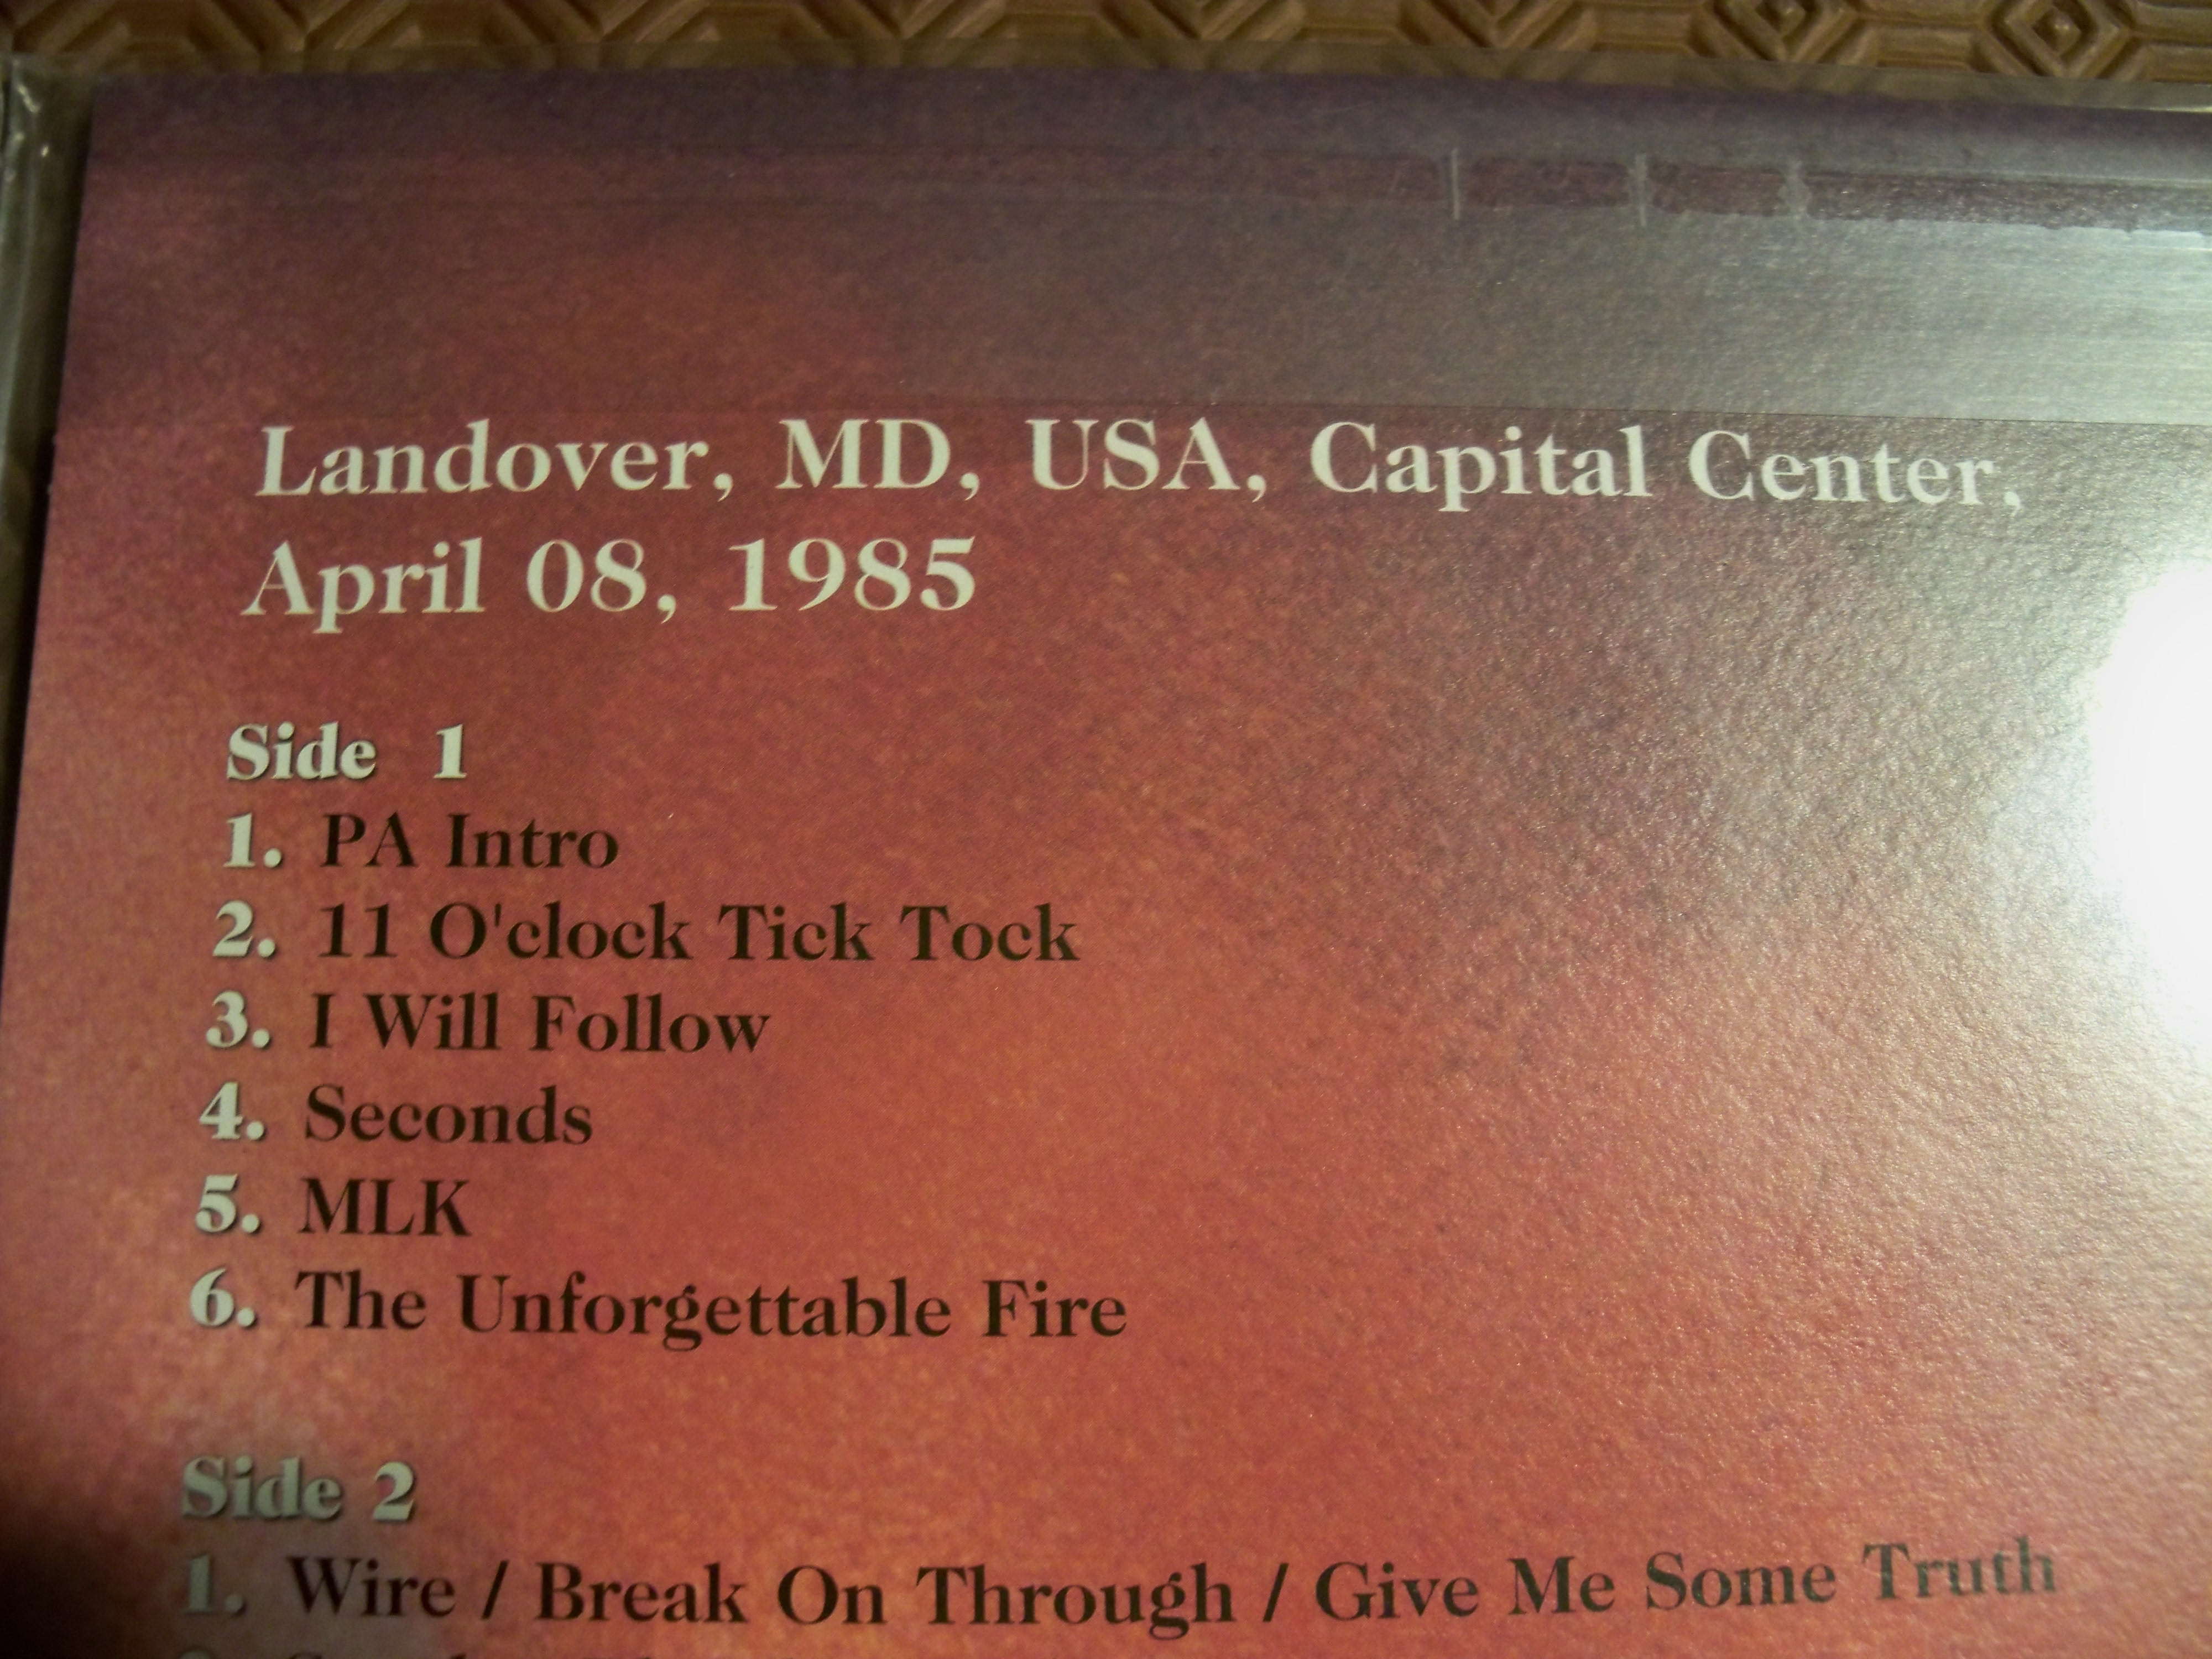 Landover, MD, USA, Capital Center,
April 08, 1985
Side 1
1. PA Intro
2. 11 O'clock Tick Tock
3. I Will Follow
4. Seconds
5. MLK
6. The Unforgettable Fire
Side 2
1. Wire / Break On Through / Give Me Some Truth